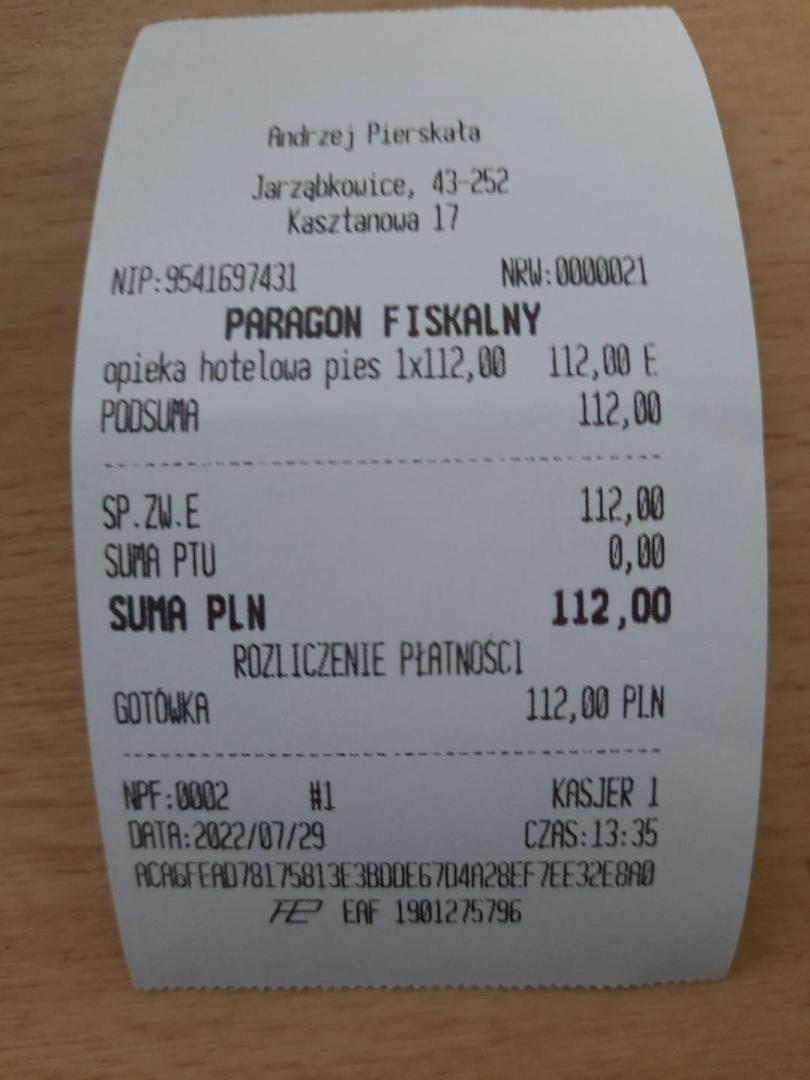 Andrzej Pierskała
Jarząbkowice, 43-252
Kasztanowa 17
NIP:9541697431 NRW:0000021
PARAGON FISKALNY
opieka hotelowa pies 1x112,00 112,00 E
PODSUMA 112,00
SP.ZW.E 112,00
SUMA PTU 0,00
SUMA PLN 112,00
ROZLICZENIE PŁATNOŚCI
GOTÓWKA 112,00 PLN
NPF:0002 #1 KASJER 1
DATA:2022/07/29 CZAS:13:35
ACA6FEAD78175813E3BDDE67D4A28EF7EE32E8A0
EAF 1901275796